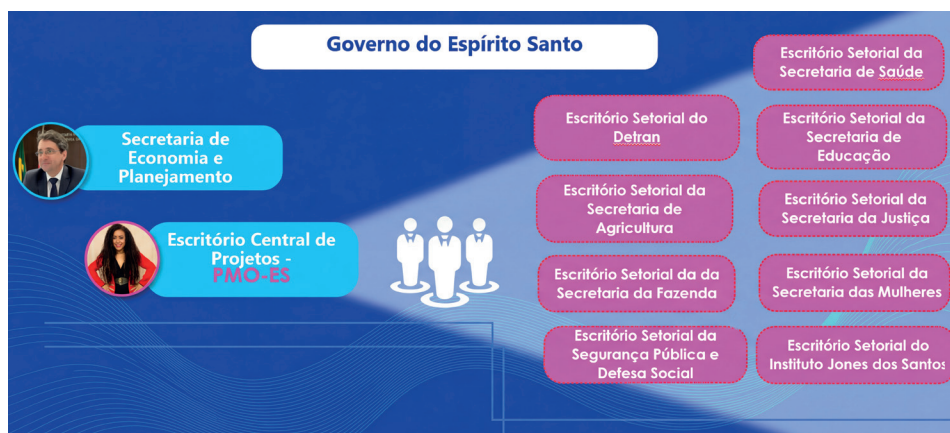 Governo do Espírito Santo
Secretaria de
Economia e
Planejamento
Escritório Central de
Projetos -
PMO-ES
Escritório Setorial do
Detran
Escritório Setorial da
Secretaria de
Agricultura
Escritório Setorial da da
Secretaria da Fazenda
Escritório Setorial da
Segurança Pública e
Defesa Social
Escritório Setorial da
Secretaria de Saúde
Escritório Setorial da
Secretaria de
Educação
Escritório Setorial da
Secretaria da Justiça
Escritório Setorial da
Secretaria das Mulheres
Escritório Setorial do
Instituto Jones dos Santos